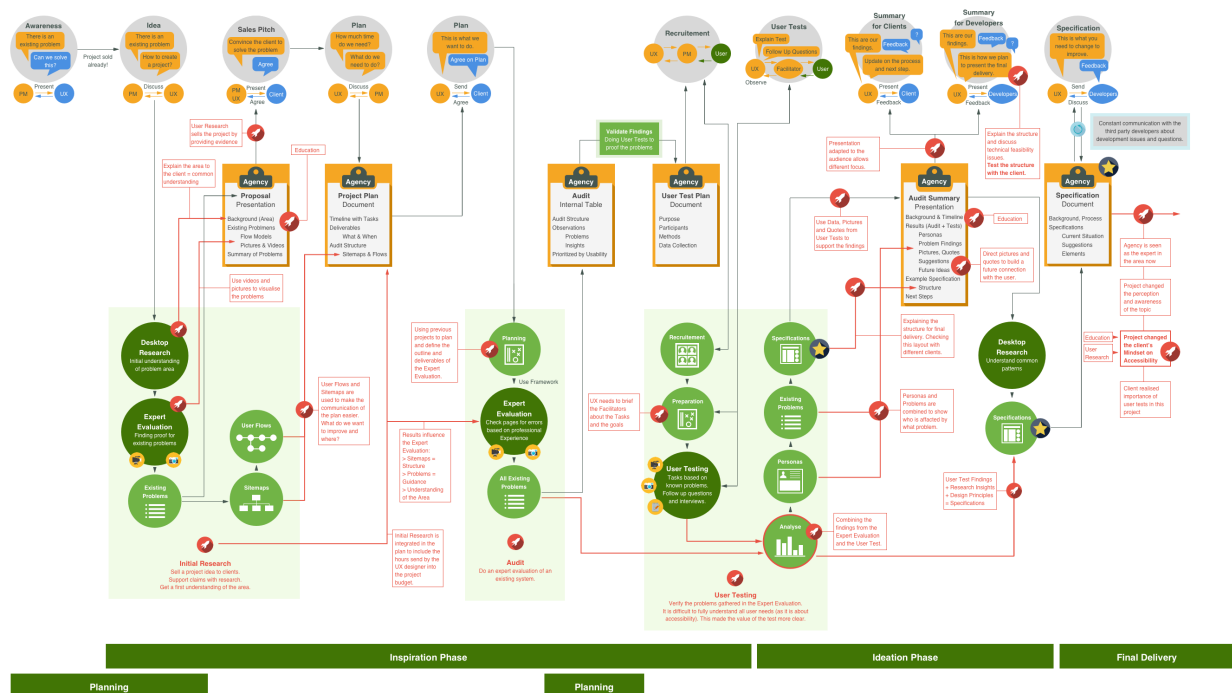 Awareness
There is an
existing problem
Can we solve
this?
PM
Present
UX
Project sold
already!
Idea
There is an
existing problem
How to create
a project?
PM
Discuss
UX
Sales Pitch
Convince the client to
solve the problem
Agree
PM
UX
Present
Agree
Client
Plan
How much time
do we need?
What do we
need to do?
UX
Discuss
PM
Plan
This is what we
want to do.
Agree on Plan
PM
Send
Agree
Client
Recruitement
UX
PM
User
User Tests
Explain Test
Follow Up Questions
UX
Facilitator
User
Observe
Summary
for Clients
This are our
findings.
?
Feedback
Update on the process
and next step.
UX
Present
Feedback
Client
Summary
for Developers
This are our
findings.
Feedback
?
This is how we plan
to present the final
delivery.
UX
Present
Feedback
Developers
Specification
This is what you
need to change to
improve.
Feedback
UX
Send
Discuss
Developers
Constant communication with the
third party developers about
development issues and questions.
User Research
sells the project by
providing evidence
Education
Explain the area to
the client = common
understanding
Validate Findings
Doing User Tests to
proof the problems
Presentation
adapted to the
audience allows
different focus.
Explain the structure
and discuss
technical feasibility
issues.
Test the structure
with the client.
Agency
Proposal
Presentation
Background (Area)
Existing Problmens
Flow Models
Pictures & Videos
Summary of Problems
Agency
Project Plan
Document
Timeline with Tasks
Deliverables
What & When
Audit Structure
Sitemaps & Flows
Agency
Audit
Internal Table
Audit Strcuture
Observations
Problems
Insights
Prioritized by Usability
Agency
User Test Plan
Document
Purpose
Participants
Methods
Data Collection
Use Data, Pictures
and Quotes from
User Tests to
support the findings
Agency
Audit Summary
Presentation
Background & Timeline
Results (Audit + Tests)
Personas
Problem Findings
Pictures, Quotes
Suggestions
Future Ideas
Example Specification
Structure
Next Steps
Education
Direct pictures and
quotes to build a
future connection
with the user.
Agency
Specification
Document
Background, Process
Specifications
Current Situation
Suggestions
Elements
Agency is seen
as the expert in
the area now
Project changed
the perception
and awareness
of the topic
Education
User
Research
Project changed
the client's
Mindset on
Accessibility
Client realised
importance of
user tests in this
project
Use videos and
pictures to visualise
the problems
Desktop
Research
Initial understanding
of problem area
Expert
Evaluation
Finding proof for
existing problems
Existing
Problems
User Flows
Sitemaps
User Flows and
Sitemaps are
used to make the
communication of
the plan easier.
What do we want
to improve and
where?
Initial Research
Sell a project idea to clients.
Support claims with research.
Get a first understanding of the area.
Results influence
the Expert
Evaluation:
> Sitemaps =
Structure
> Problems =
Guidance
> Understanding
of the Area
Initial Research is
integrated in the
plan to include the
hours send by the
UX designer into
the project
budget.
Using previous
projects to plan
and define the
outline and
deliverables of
the Expert
Evaluation.
Planning
Use Framework
Expert
Evaluation
Check pages for errors
based on professional
Experience
All Existing
Problems
Audit
Do an expert evaluation of an
existing system.
UX needs to brief
the Facilitators
about the Tasks
and the goals
Recruitement
Preparation
User Testing
Tasks based on
known problems.
Follow up questions
and interviews.
Specifications
Existing
Problems
Personas
Analyse
Explaining the
structure for final
delivery. Checking
this layout with
different clients.
Personas and
Problems are
combined to show
who is affected by
what problem.
Combining the
findings from the
Expert Evaluation
and the User Test
User Testing
Verify the problems gathered in the Expert Evaluation.
It is difficult to fully understand all user needs (as it is about
accessibility). This made the value of the test more clear.
Desktop
Research
Understand common
patterns
Specifications
User Test Findings
+ Research Insights
+ Design Principles
= Specifications
Inspiration Phase
Ideation Phase
Final Delivery
Planning
Planning